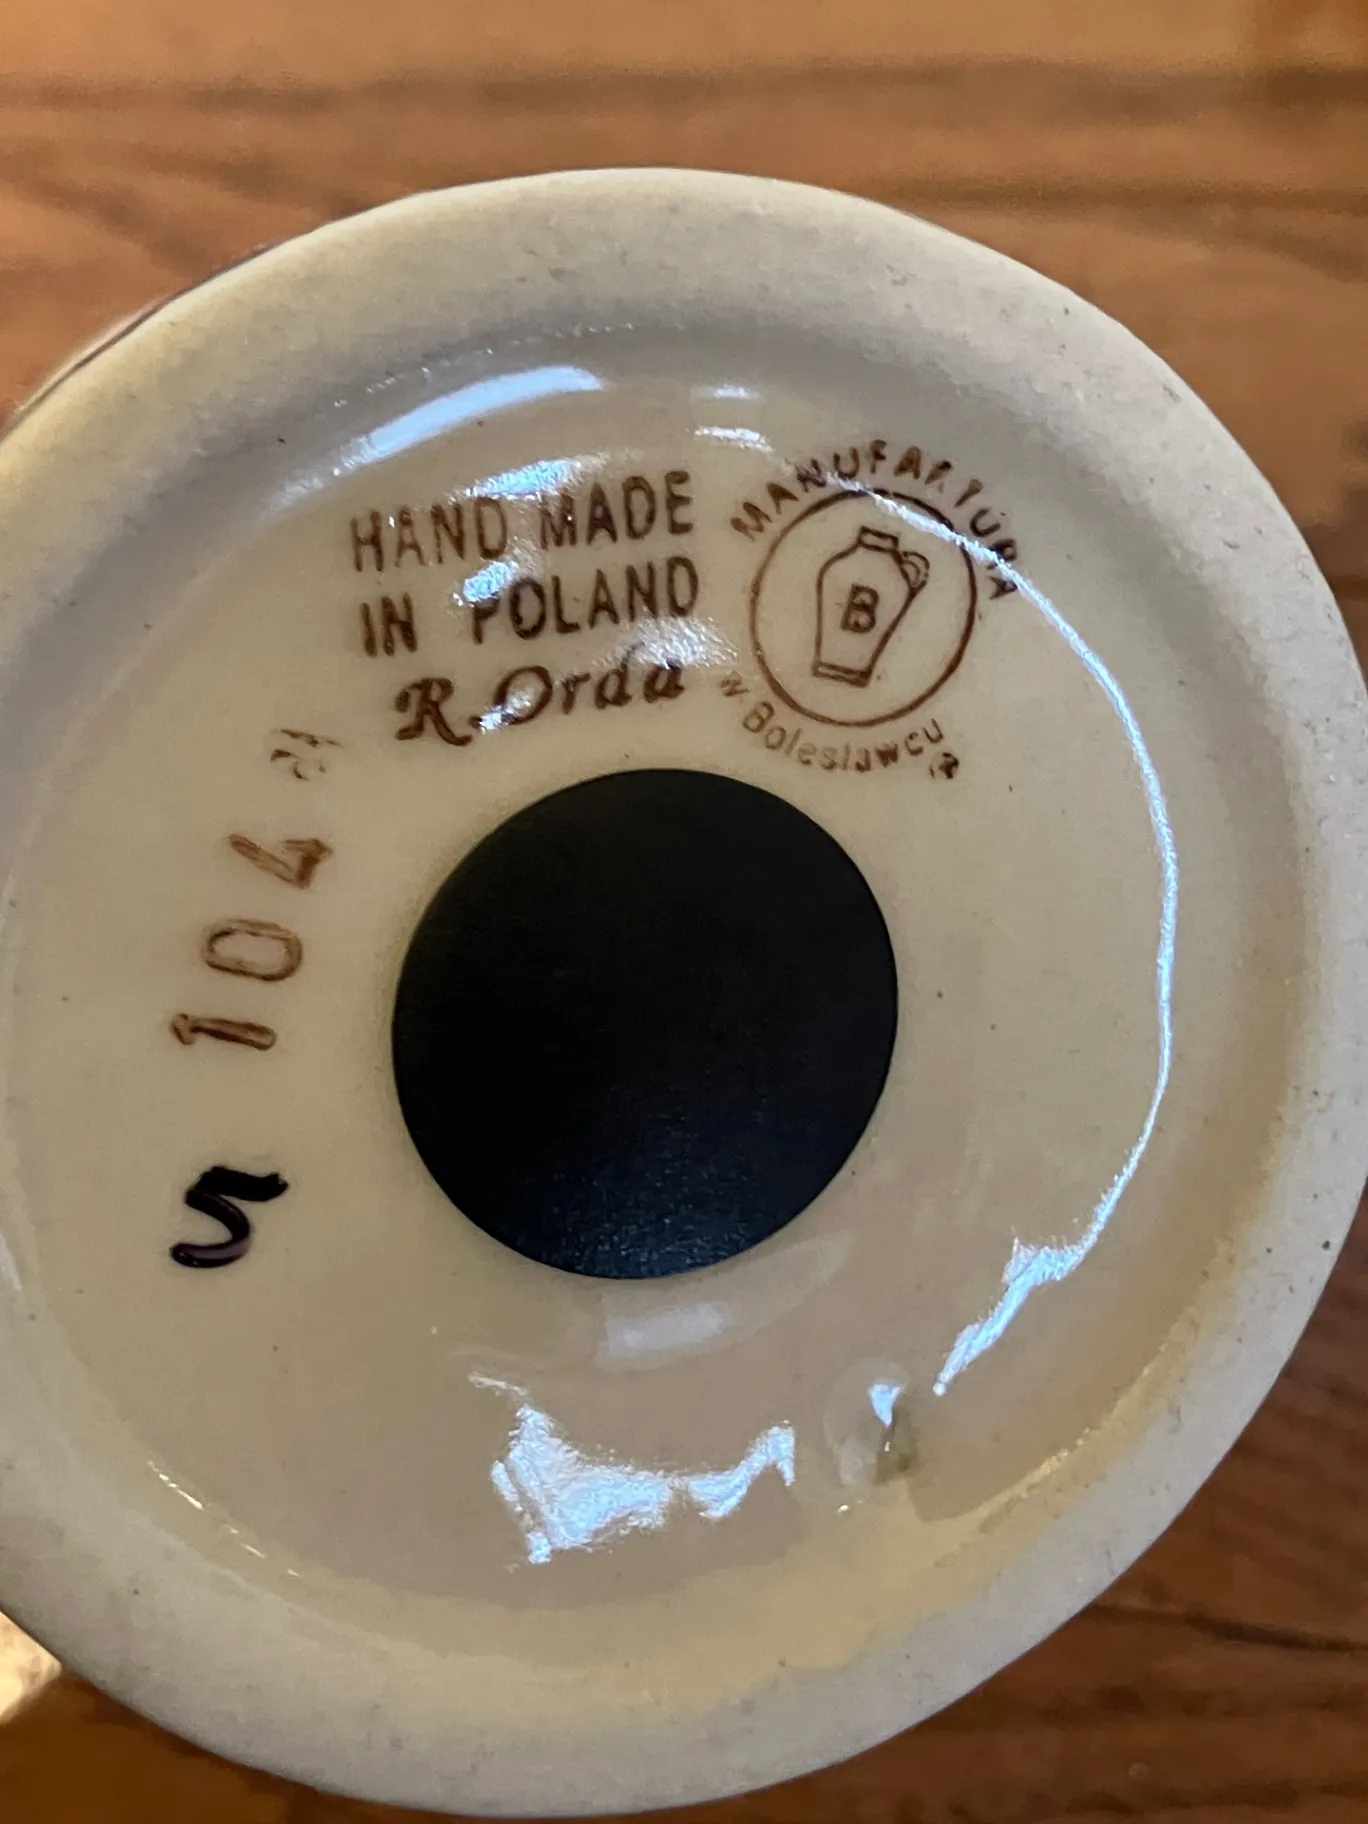 HAND MADE
IN POLAND
R. Orda
MANUFAKTURA
B
w Bolesławcu ®
104
5